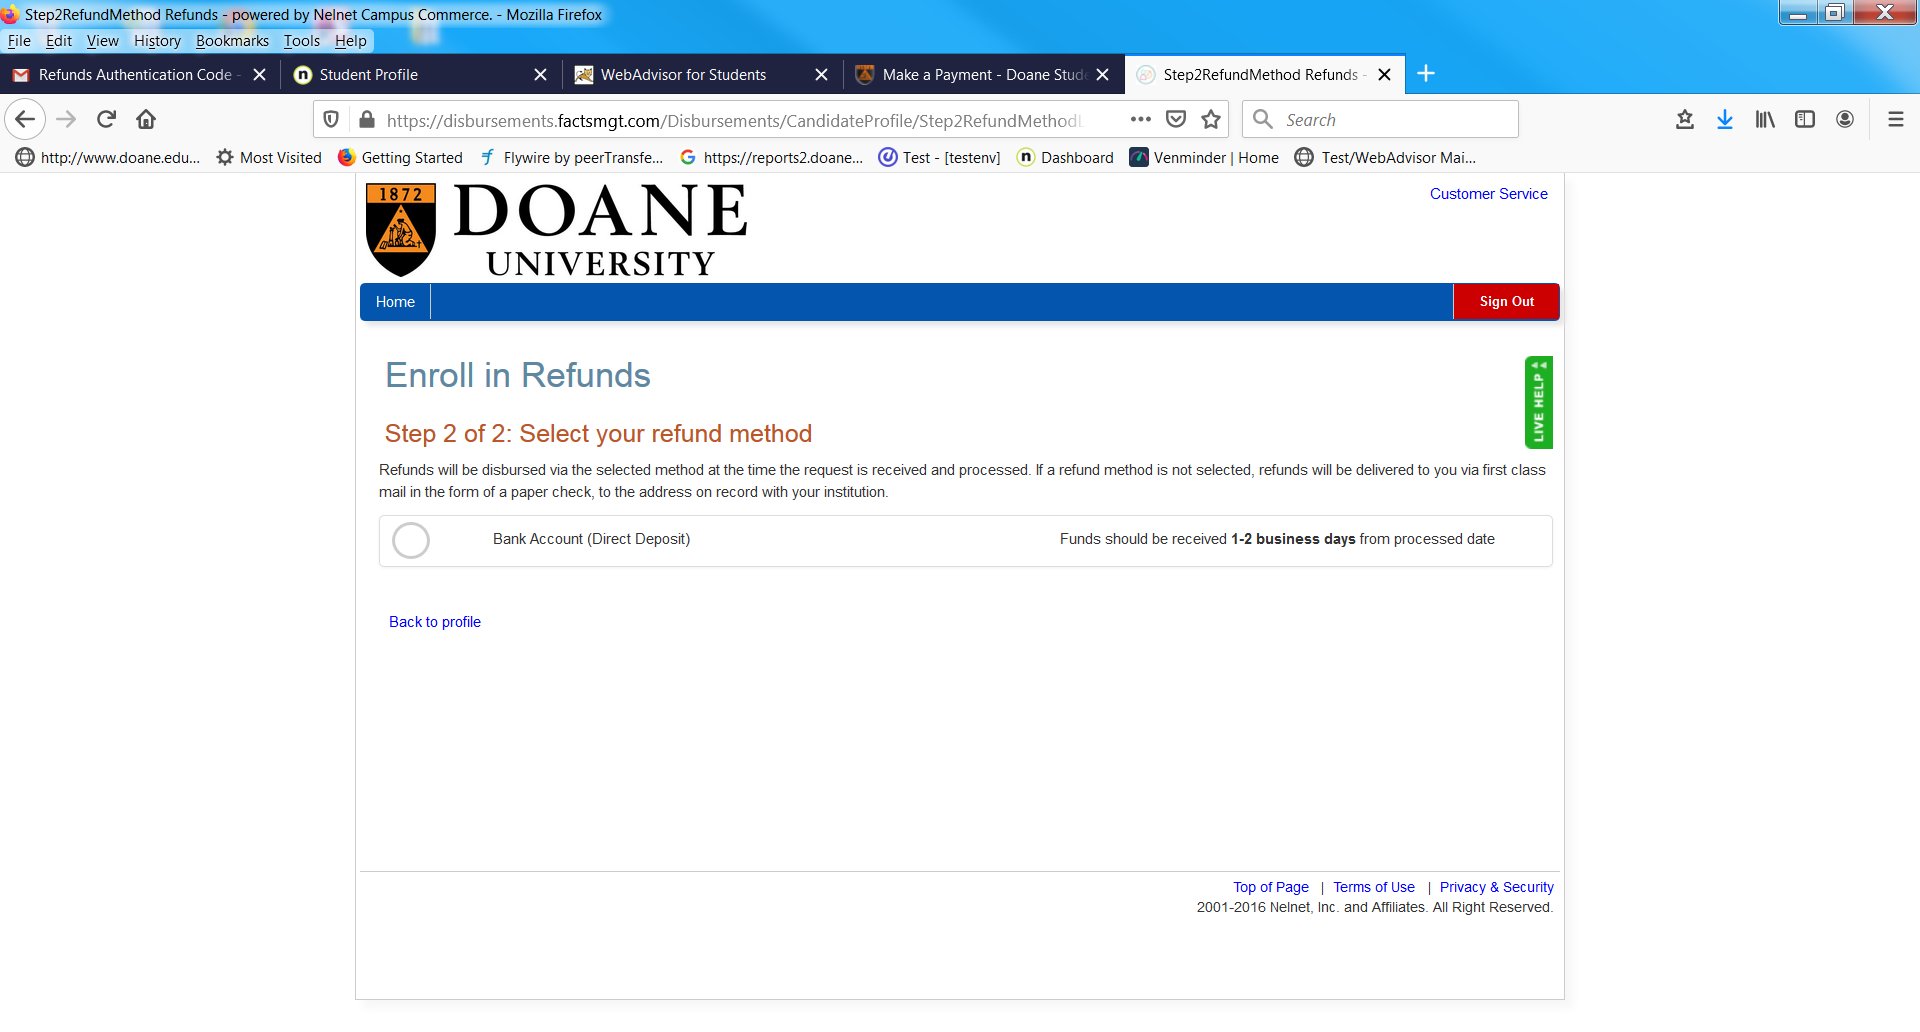 Step2RefundMethod Refunds - powered by Nelnet Campus Commerce. - Mozilla Firefox
File Edit View History Bookmarks Tools Help
Refunds Authentication Code - Student Profile WebAdvisor for Students Make a Payment - Doane Stude Step2RefundMethod Refunds -
https://disbursements.factsmgt.com/Disbursements/CandidateProfile/Step2RefundMethodL Search
http://www.doane.edu... Most Visited Getting Started Flywire by peerTransfe... https://reports2.doane... Test - [testenv] Dashboard Venminder | Home Test/WebAdvisor Mai...
1872 DOANE UNIVERSITY
Customer Service
Home Sign Out
Enroll in Refunds
LIVE HELP
Step 2 of 2: Select your refund method
Refunds will be disbursed via the selected method at the time the request is received and processed. If a refund method is not selected, refunds will be delivered to you via first class
mail in the form of a paper check, to the address on record with your institution.
Bank Account (Direct Deposit) Funds should be received 1-2 business days from processed date
Back to profile
Top of Page | Terms of Use | Privacy & Security
2001-2016 Nelnet, Inc. and Affiliates. All Right Reserved.